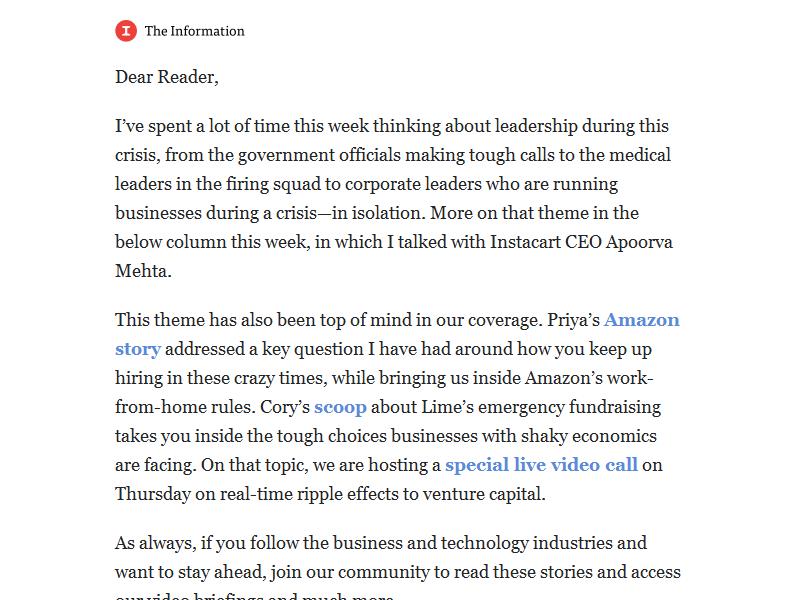 The Information
Dear Reader,
I’ve spent a lot of time this week thinking about leadership during this
crisis, from the government officials making tough calls to the medical
leaders in the firing squad to corporate leaders who are running
businesses during a crisis—in isolation. More on that theme in the
below column this week, in which I talked with Instacart CEO Apoorva
Mehta.
This theme has also been top of mind in our coverage. Priya’s Amazon
story addressed a key question I have had around how you keep up
hiring in these crazy times, while bringing us inside Amazon’s work-
from-home rules. Cory’s scoop about Lime’s emergency fundraising
takes you inside the tough choices businesses with shaky economics
are facing. On that topic, we are hosting a special live video call on
Thursday on real-time ripple effects to venture capital.
As always, if you follow the business and technology industries and
want to stay ahead, join our community to read these stories and access
our video briefings and much more.